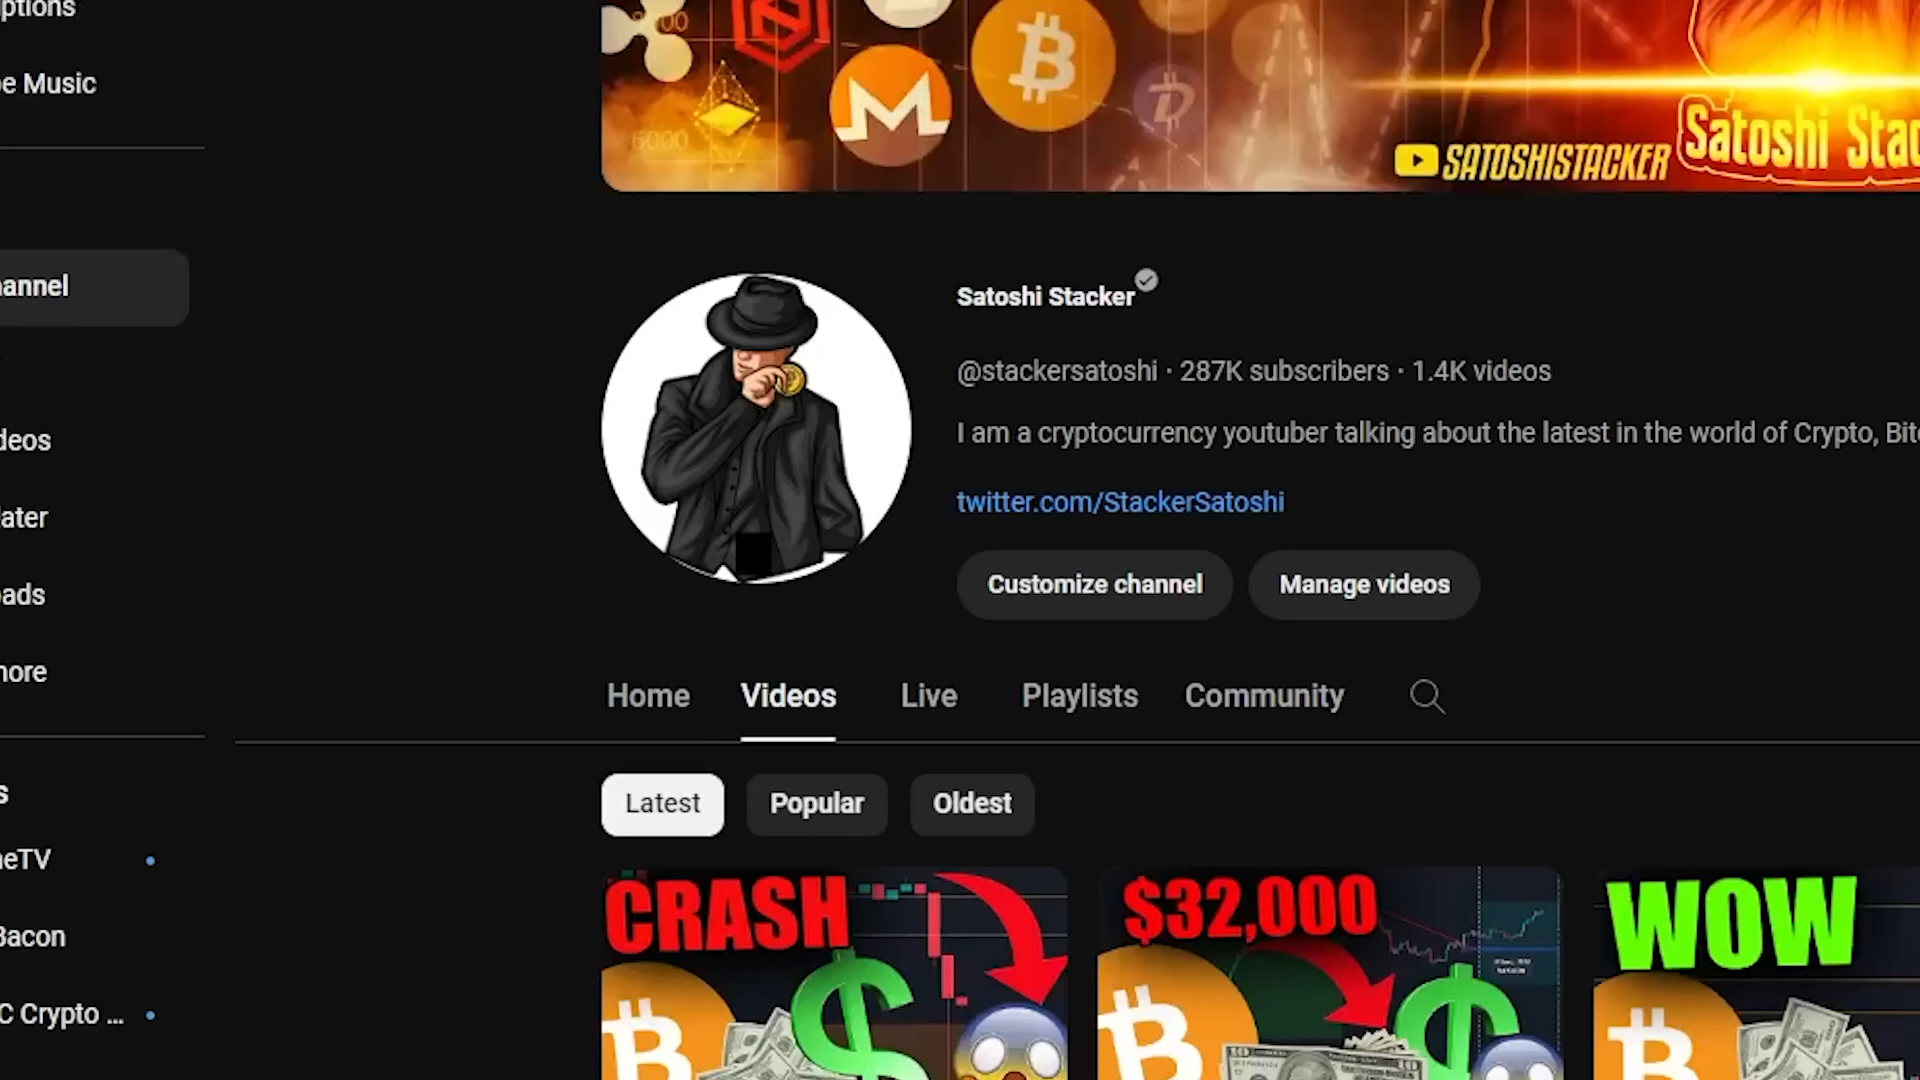 ptions
e Music
6000
SATOSHISTACKER
Satoshi Stac
annel
Satoshi Stacker
@stackersatoshi · 287K subscribers · 1.4K videos
I am a cryptocurrency youtuber talking about the latest in the world of Crypto, Bit
deos
twitter.com/StackerSatoshi
ater
Customize channel
Manage videos
ads
nore
Home
Videos
Live
Playlists
Community
s
Latest
Popular
Oldest
eTV
CRASH
$32,000
WOW
Bacon
C Crypto ...